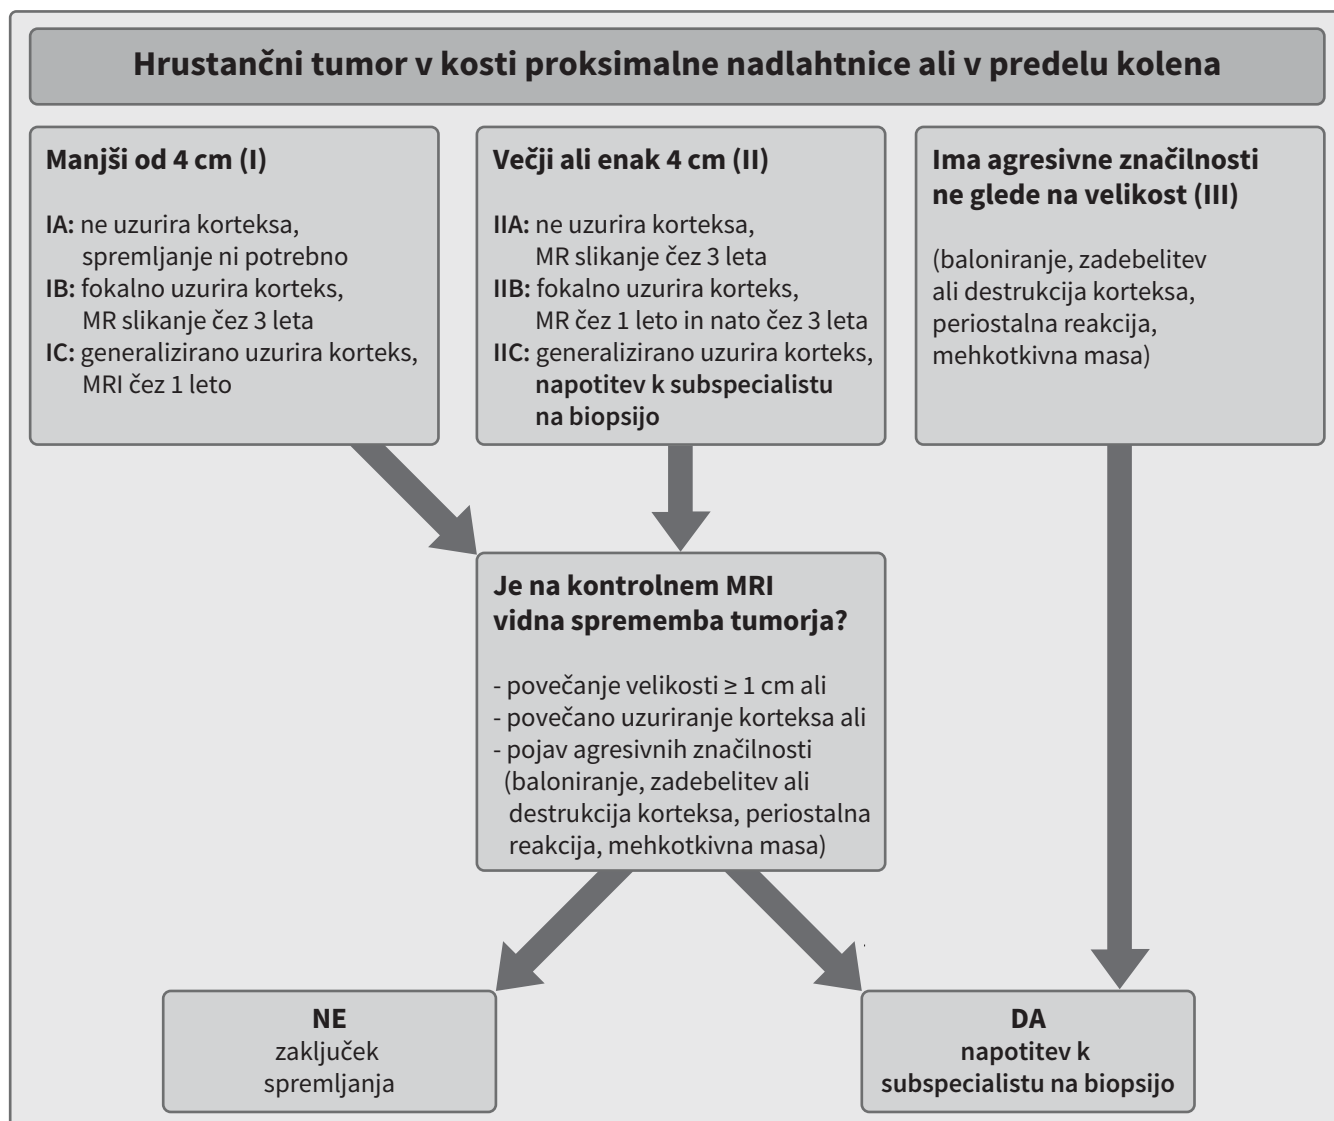 Hrustančni tumor v kosti proksimalne nadlahtnice ali v predelu kolena
Manjši od 4 cm (I)
IA: ne uzurira korteksa,
spremljanje ni potrebno
IB: fokalno uzurira korteks,
MR slikanje čez 3 leta
IC: generalizirano uzurira korteks,
MRI čez 1 leto
Večji ali enak 4 cm (II)
IIA: ne uzurira korteksa,
MR slikanje čez 3 leta
IIB: fokalno uzurira korteks,
MR čez 1 leto in nato čez 3 leta
IIC: generalizirano uzurira korteks,
napotitev k subspecialistu
na biopsijo
Ima agresivne značilnosti
ne glede na velikost (III)
(baloniranje, zadebelitev
ali destrukcija korteksa,
periostalna reakcija,
mehkotkivna masa)
Je na kontrolnem MRI
vidna sprememba tumorja?
- povečanje velikosti ≥ 1 cm ali
- povečano uzuriranje korteksa ali
- pojav agresivnih značilnosti
(baloniranje, zadebelitev ali
destrukcija korteksa, periostalna
reakcija, mehkotkivna masa)
NE
zaključek
spremljanja
DA
napotitev k
subspecialistu na biopsijo